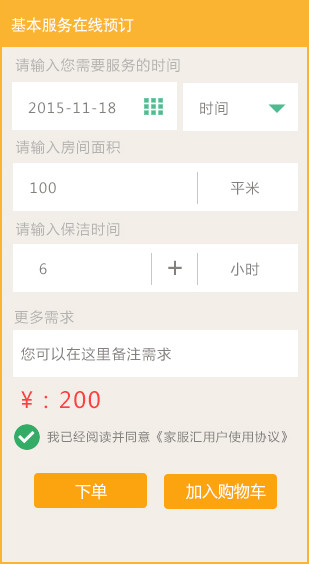 基本服务在线预订
请输入您需要服务的时间
2015-11-18 时间
请输入房间面积
100 平米
请输入保洁时间
6 + 小时
更多需求
您可以在这里备注需求
¥ : 200
我已经阅读并同意《家服汇用户使用协议》
下单 加入购物车